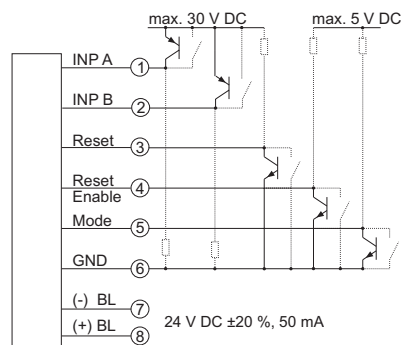 max. 30 V DC
max. 5 V DC
INP A
1
INP B
2
Reset
3
Reset
Enable
4
Mode
5
GND
6
(-) BL
7
24 V DC ±20 %, 50 mA
(+) BL
8